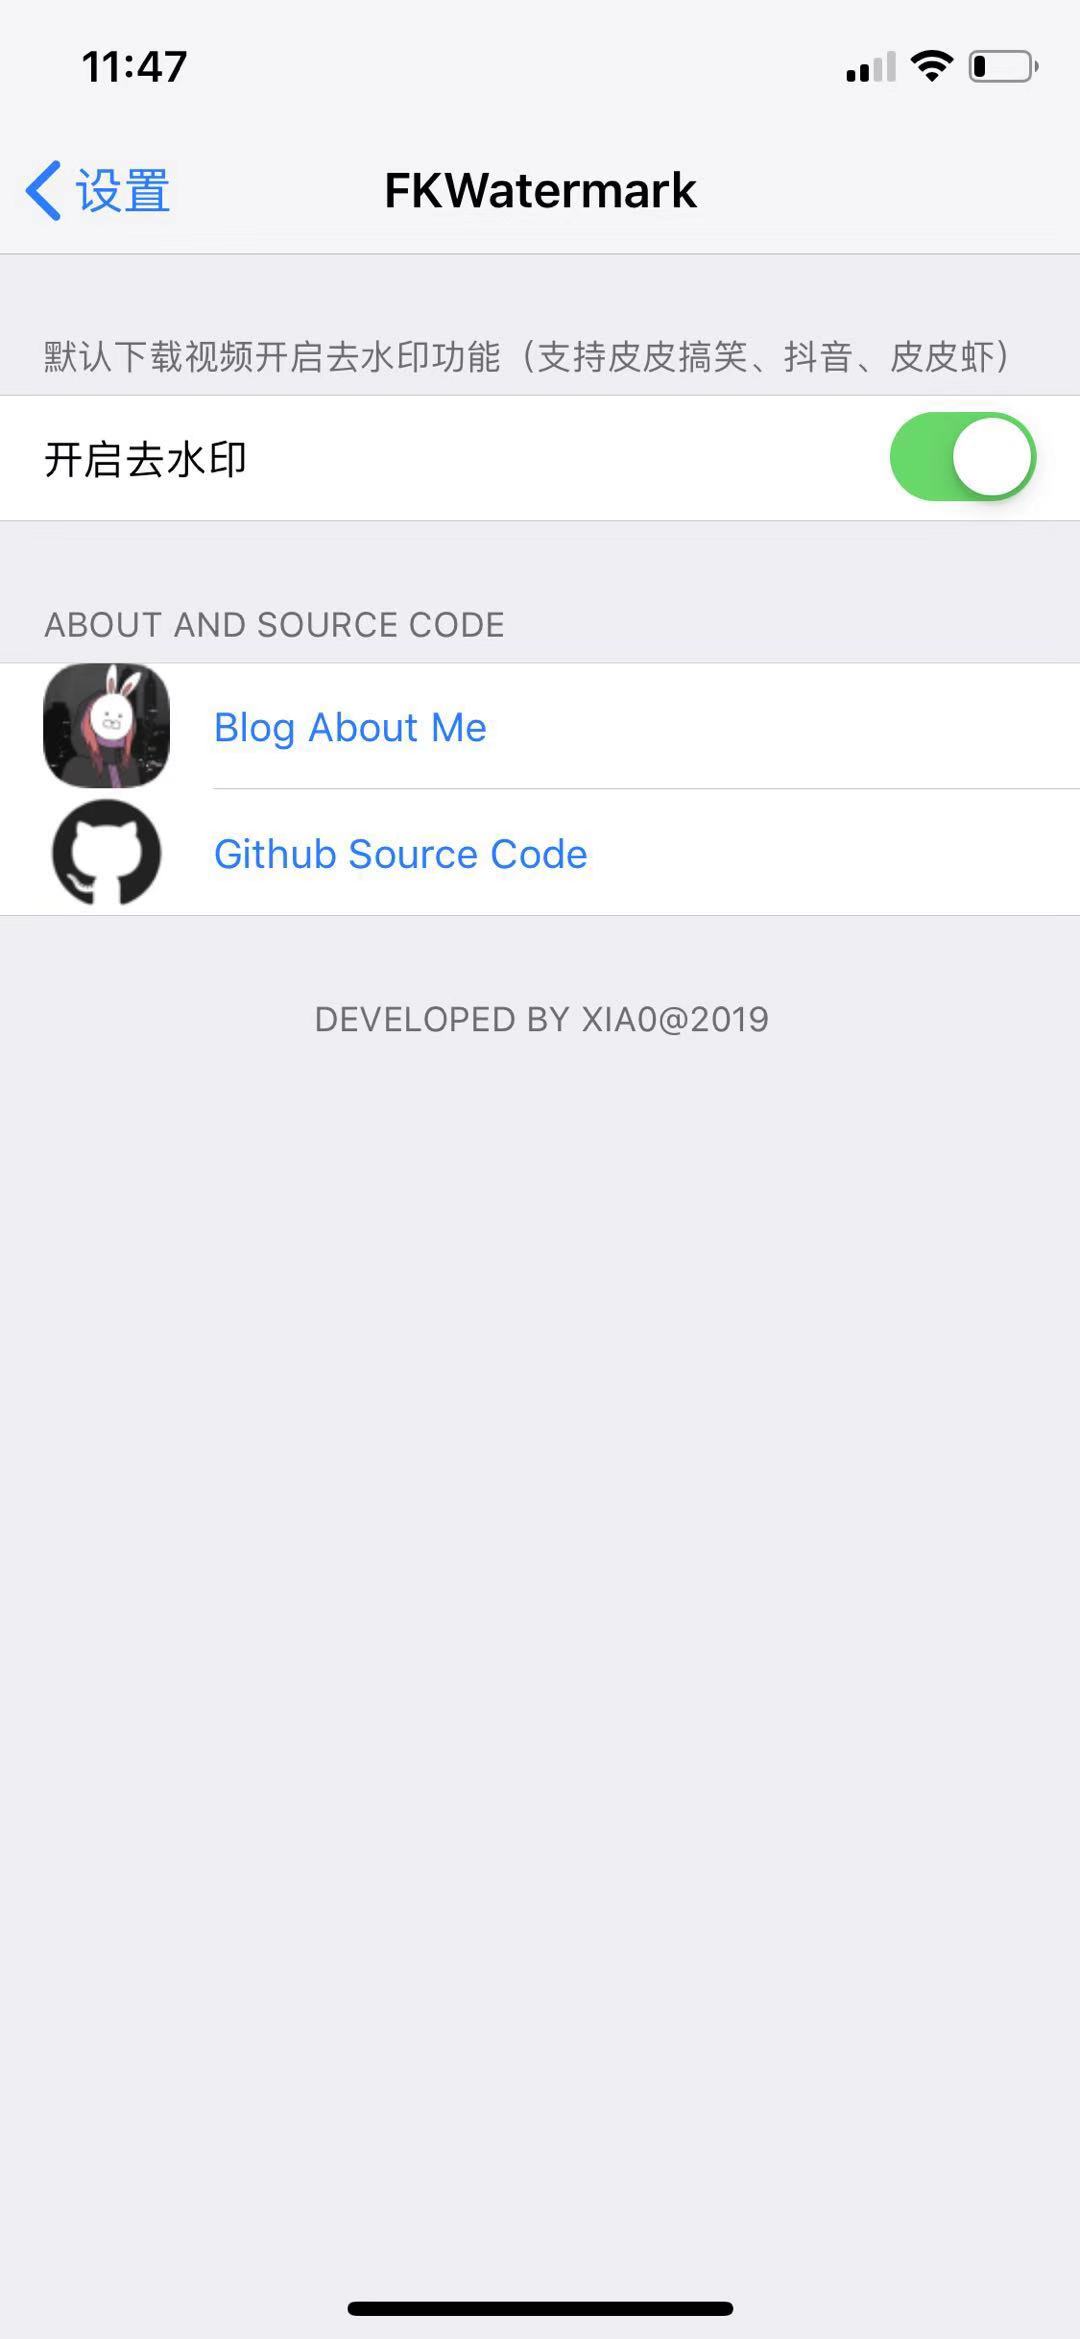 11:47
设置
FKWatermark
默认下载视频开启去水印功能（支持皮皮搞笑、抖音、皮皮虾）
开启去水印
ABOUT AND SOURCE CODE
Blog About Me
Github Source Code
DEVELOPED BY XIA0@2019